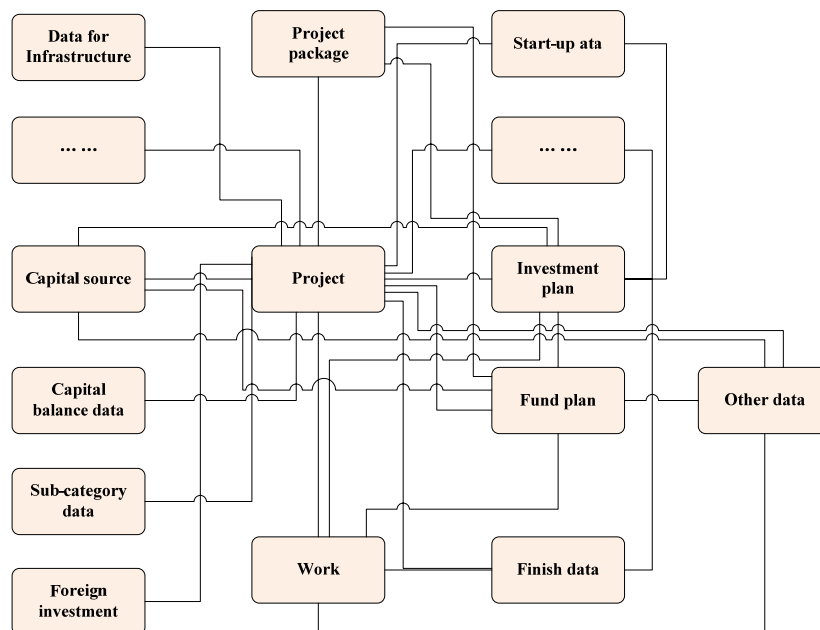 Data for
Infrastructure
Project
package
Start-up ata
... ...
... ...
Capital source
Project
Investment
plan
Capital
balance data
Fund plan
Other data
Sub-category
data
Work
Finish data
Foreign
investment